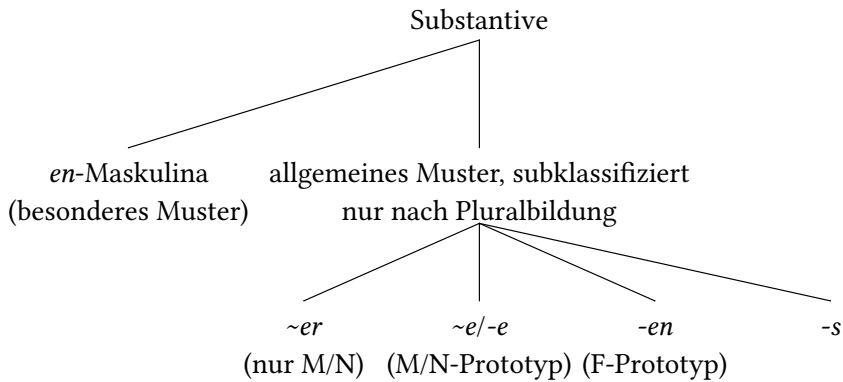 Substantive
en-Maskulina allgemeines Muster, subklassifiziert
(besonderes Muster) nur nach Pluralbildung
~er ~e/-e -en -s
(nur M/N) (M/N-Prototyp) (F-Prototyp)